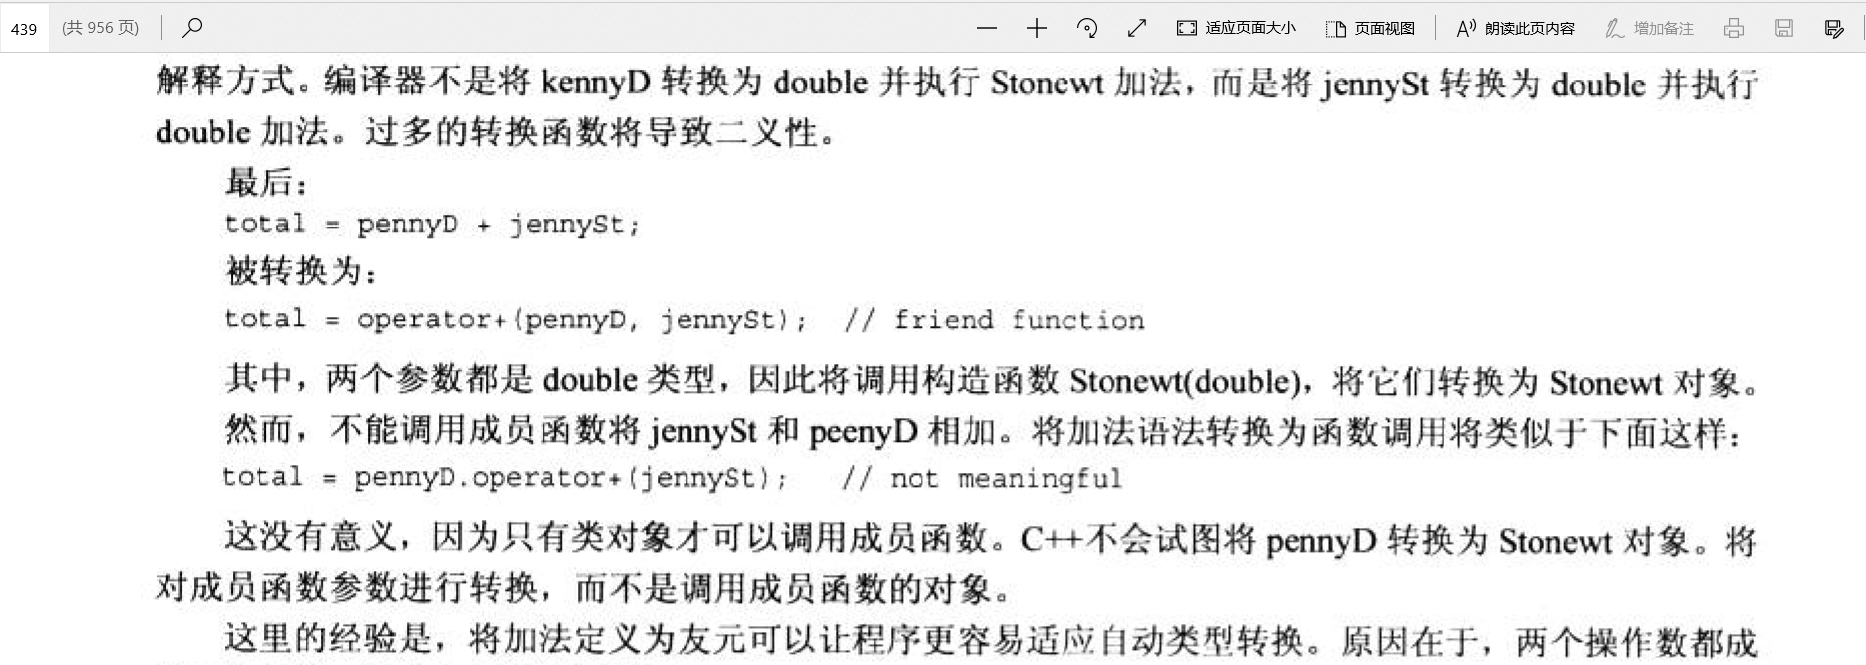 439 (共 956 页) 适应页面大小 页面视图 A 朗读此页内容 增加备注
解释方式。编译器不是将 kennyD 转换为 double 并执行 Stonewt 加法，而是将 jennySt 转换为 double 并执行
double 加法。过多的转换函数将导致二义性。
最后：
total = pennyD + jennySt;
被转换为：
total = operator+(pennyD, jennySt); // friend function
其中，两个参数都是 double 类型，因此将调用构造函数 Stonewt(double)，将它们转换为 Stonewt 对象。
然而，不能调用成员函数将 jennySt 和 peenyD 相加。将加法语法转换为函数调用将类似于下面这样：
total = pennyD.operator+(jennySt); // not meaningful
这没有意义，因为只有类对象才可以调用成员函数。C++不会试图将 pennyD 转换为 Stonewt 对象。将
对成员函数参数进行转换，而不是调用成员函数的对象。
这里的经验是，将加法定义为友元可以让程序更容易适应自动类型转换。原因在于，两个操作数都成